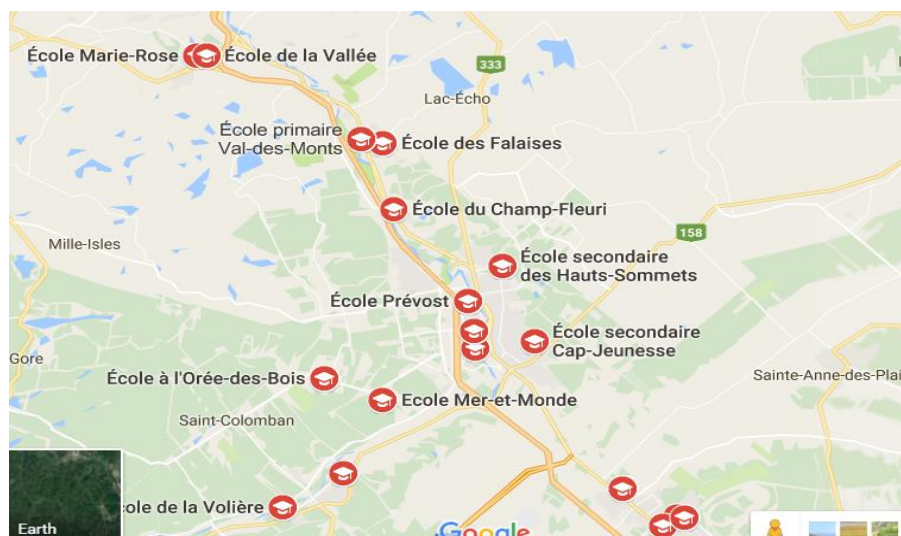 École Marie-Rose
École de la Vallée
333
Lac-Écho
École primaire
Val-des-Monts
École des Falaises
École du Champ-Fleuri
158
Mille-Isles
École secondaire
des Hauts-Sommets
École Prévost
École secondaire
Cap-Jeunesse
Gore
École à l'Orée-des-Bois
Sainte-Anne-des-Plai
Ecole Mer-et-Monde
Saint-Colomban
cole de la Volière
Earth
Google